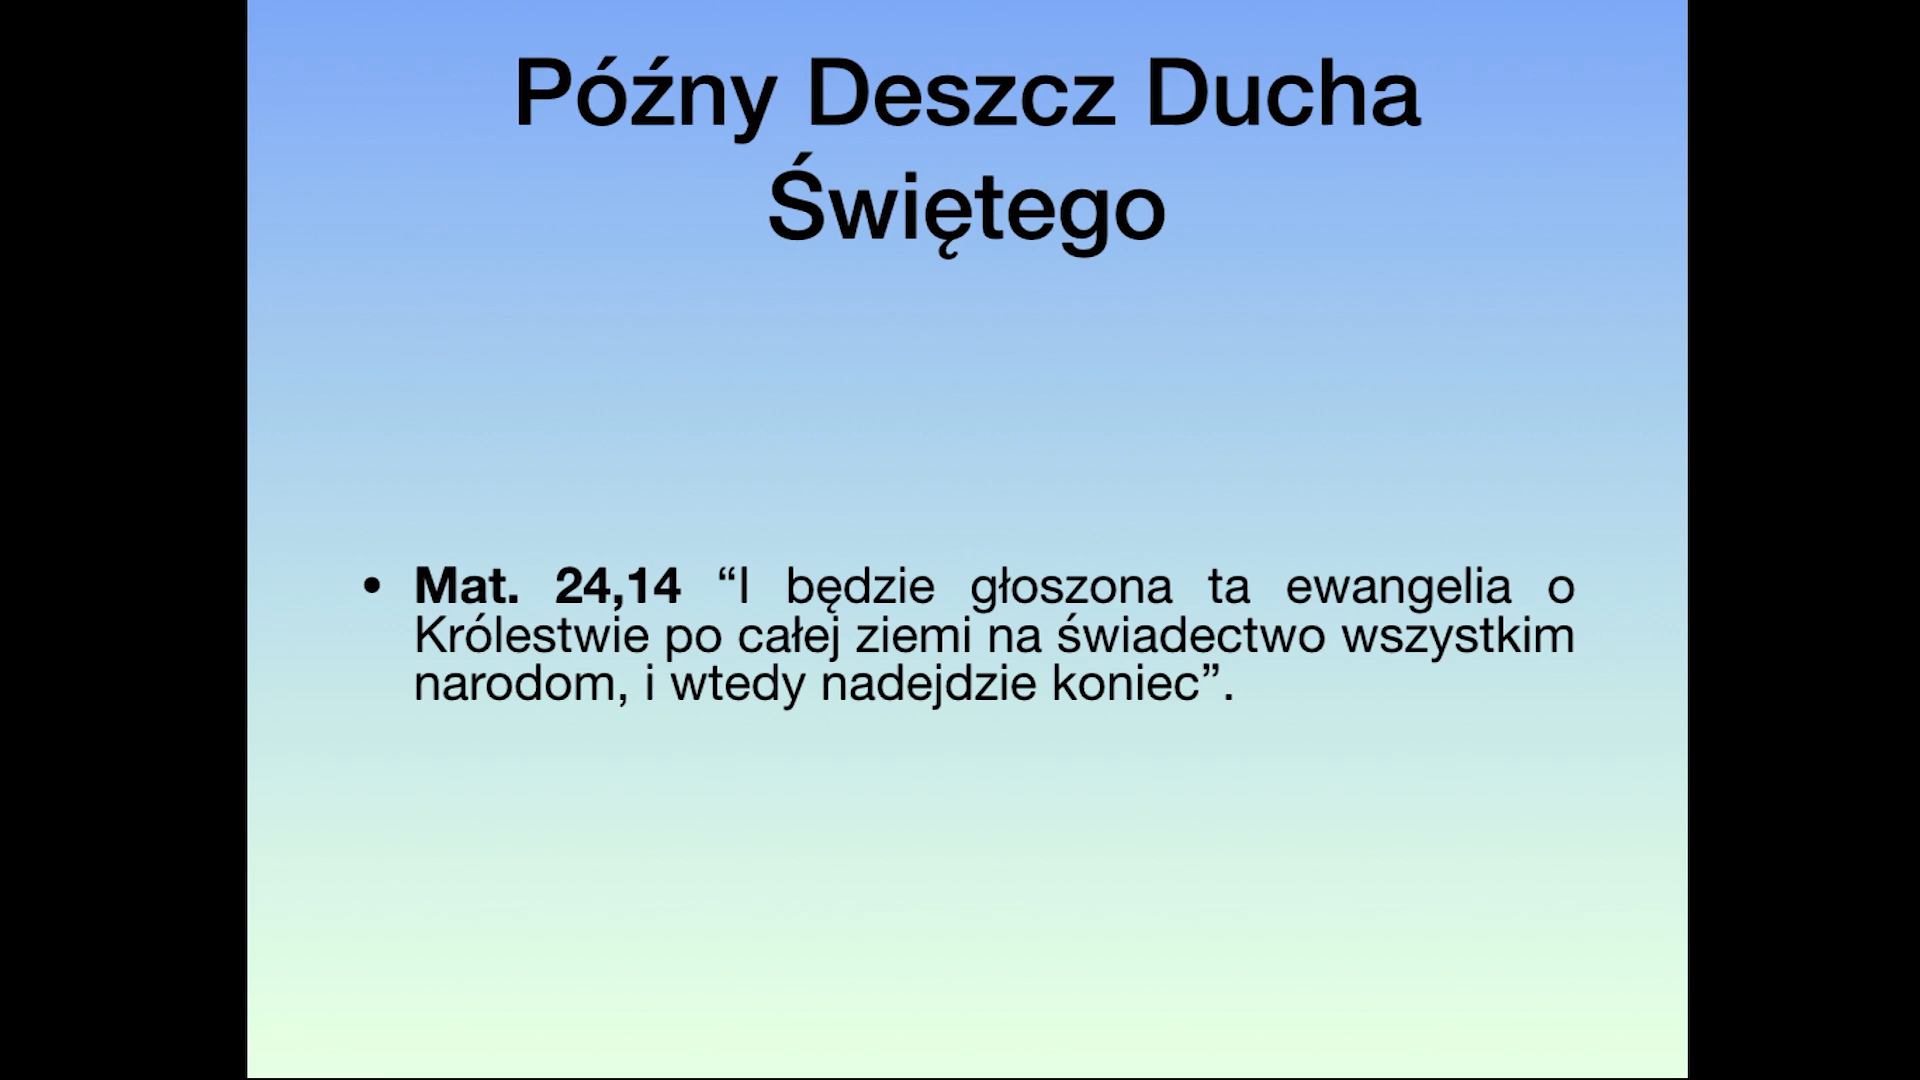 Późny Deszcz Ducha
Świętego
• Mat. 24,14 “I będzie głoszona ta ewangelia o
Królestwie po całej ziemi na świadectwo wszystkim
narodom, i wtedy nadejdzie koniec”.